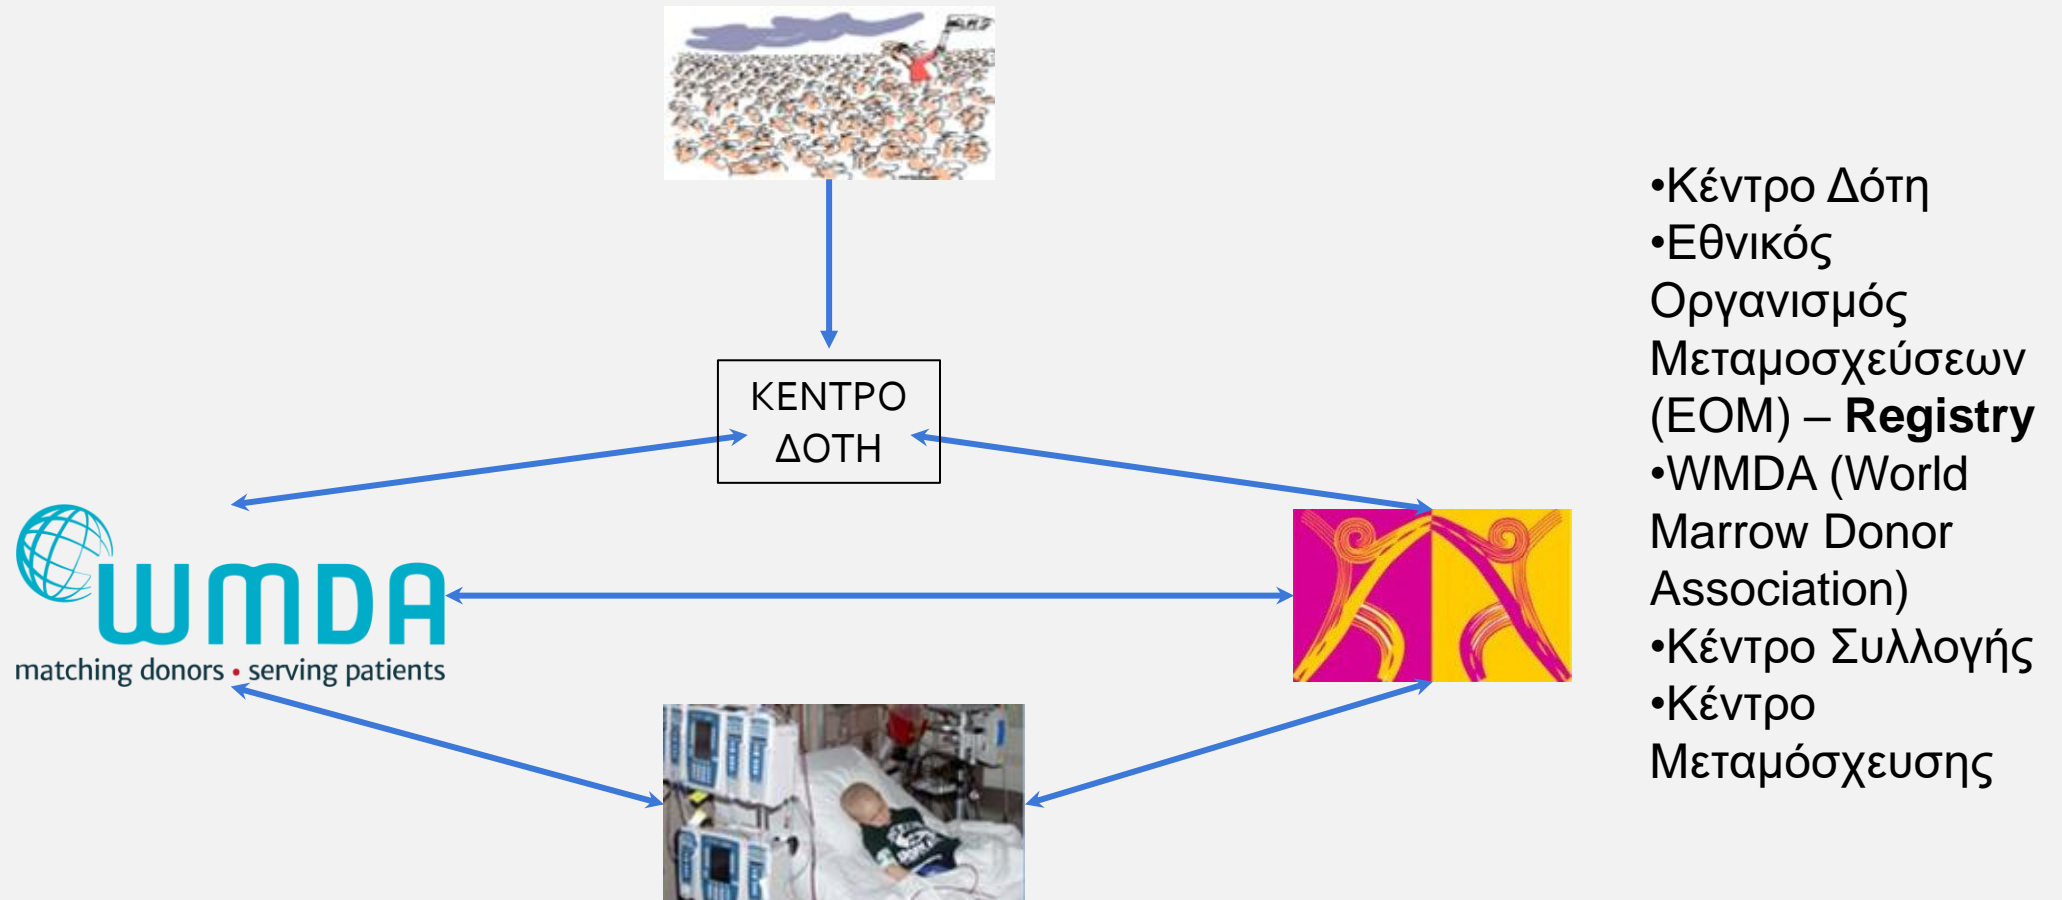 ΚΕΝΤΡΟ
ΔΟΤΗ
WMDA
matching donors • serving patients
•Κέντρο Δότη
•Εθνικός
Οργανισμός
Μεταμοσχεύσεων
(ΕΟΜ) – Registry
•WMDA (World
Marrow Donor
Association)
•Κέντρο Συλλογής
•Κέντρο
Μεταμόσχευσης